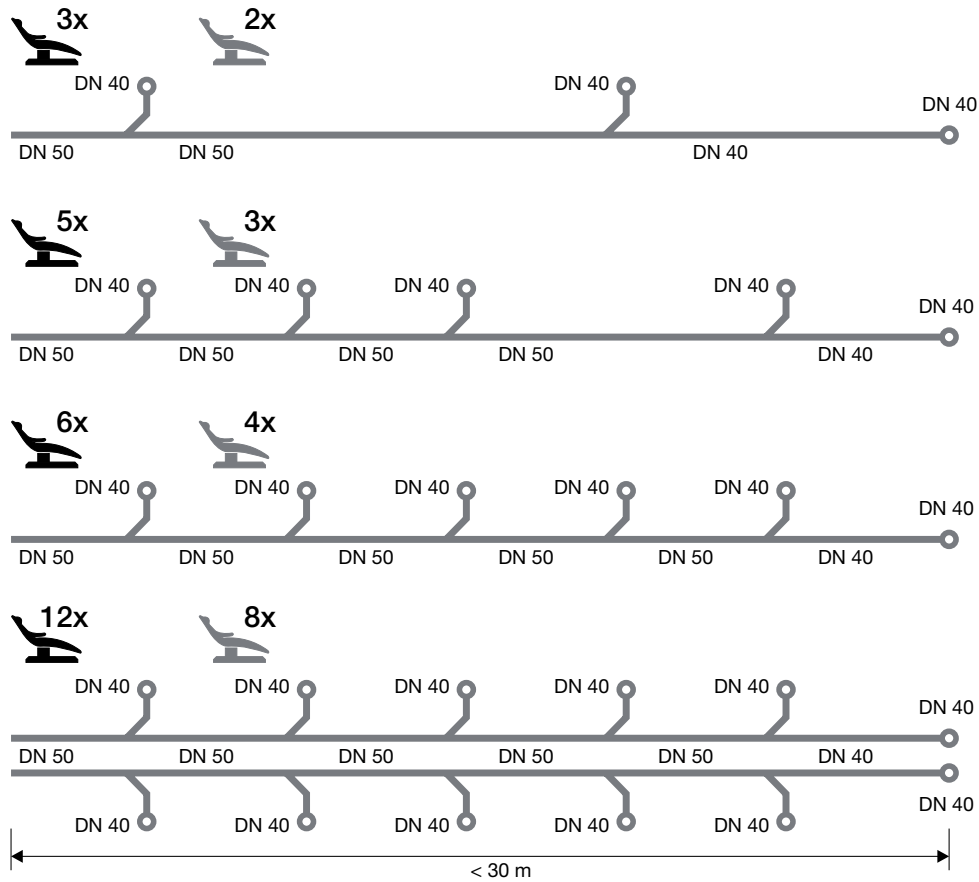 3x 2x
DN 40 DN 40 DN 40
DN 50 DN 50 DN 40
5x 3x
DN 40 DN 40 DN 40 DN 40 DN 40
DN 50 DN 50 DN 50 DN 50 DN 40
6x 4x
DN 40 DN 40 DN 40 DN 40 DN 40 DN 40
DN 50 DN 50 DN 50 DN 50 DN 50 DN 40
12x 8x
DN 40 DN 40 DN 40 DN 40 DN 40 DN 40
DN 50 DN 50 DN 50 DN 50 DN 50 DN 40
DN 40 DN 40 DN 40 DN 40 DN 40 DN 40
< 30 m